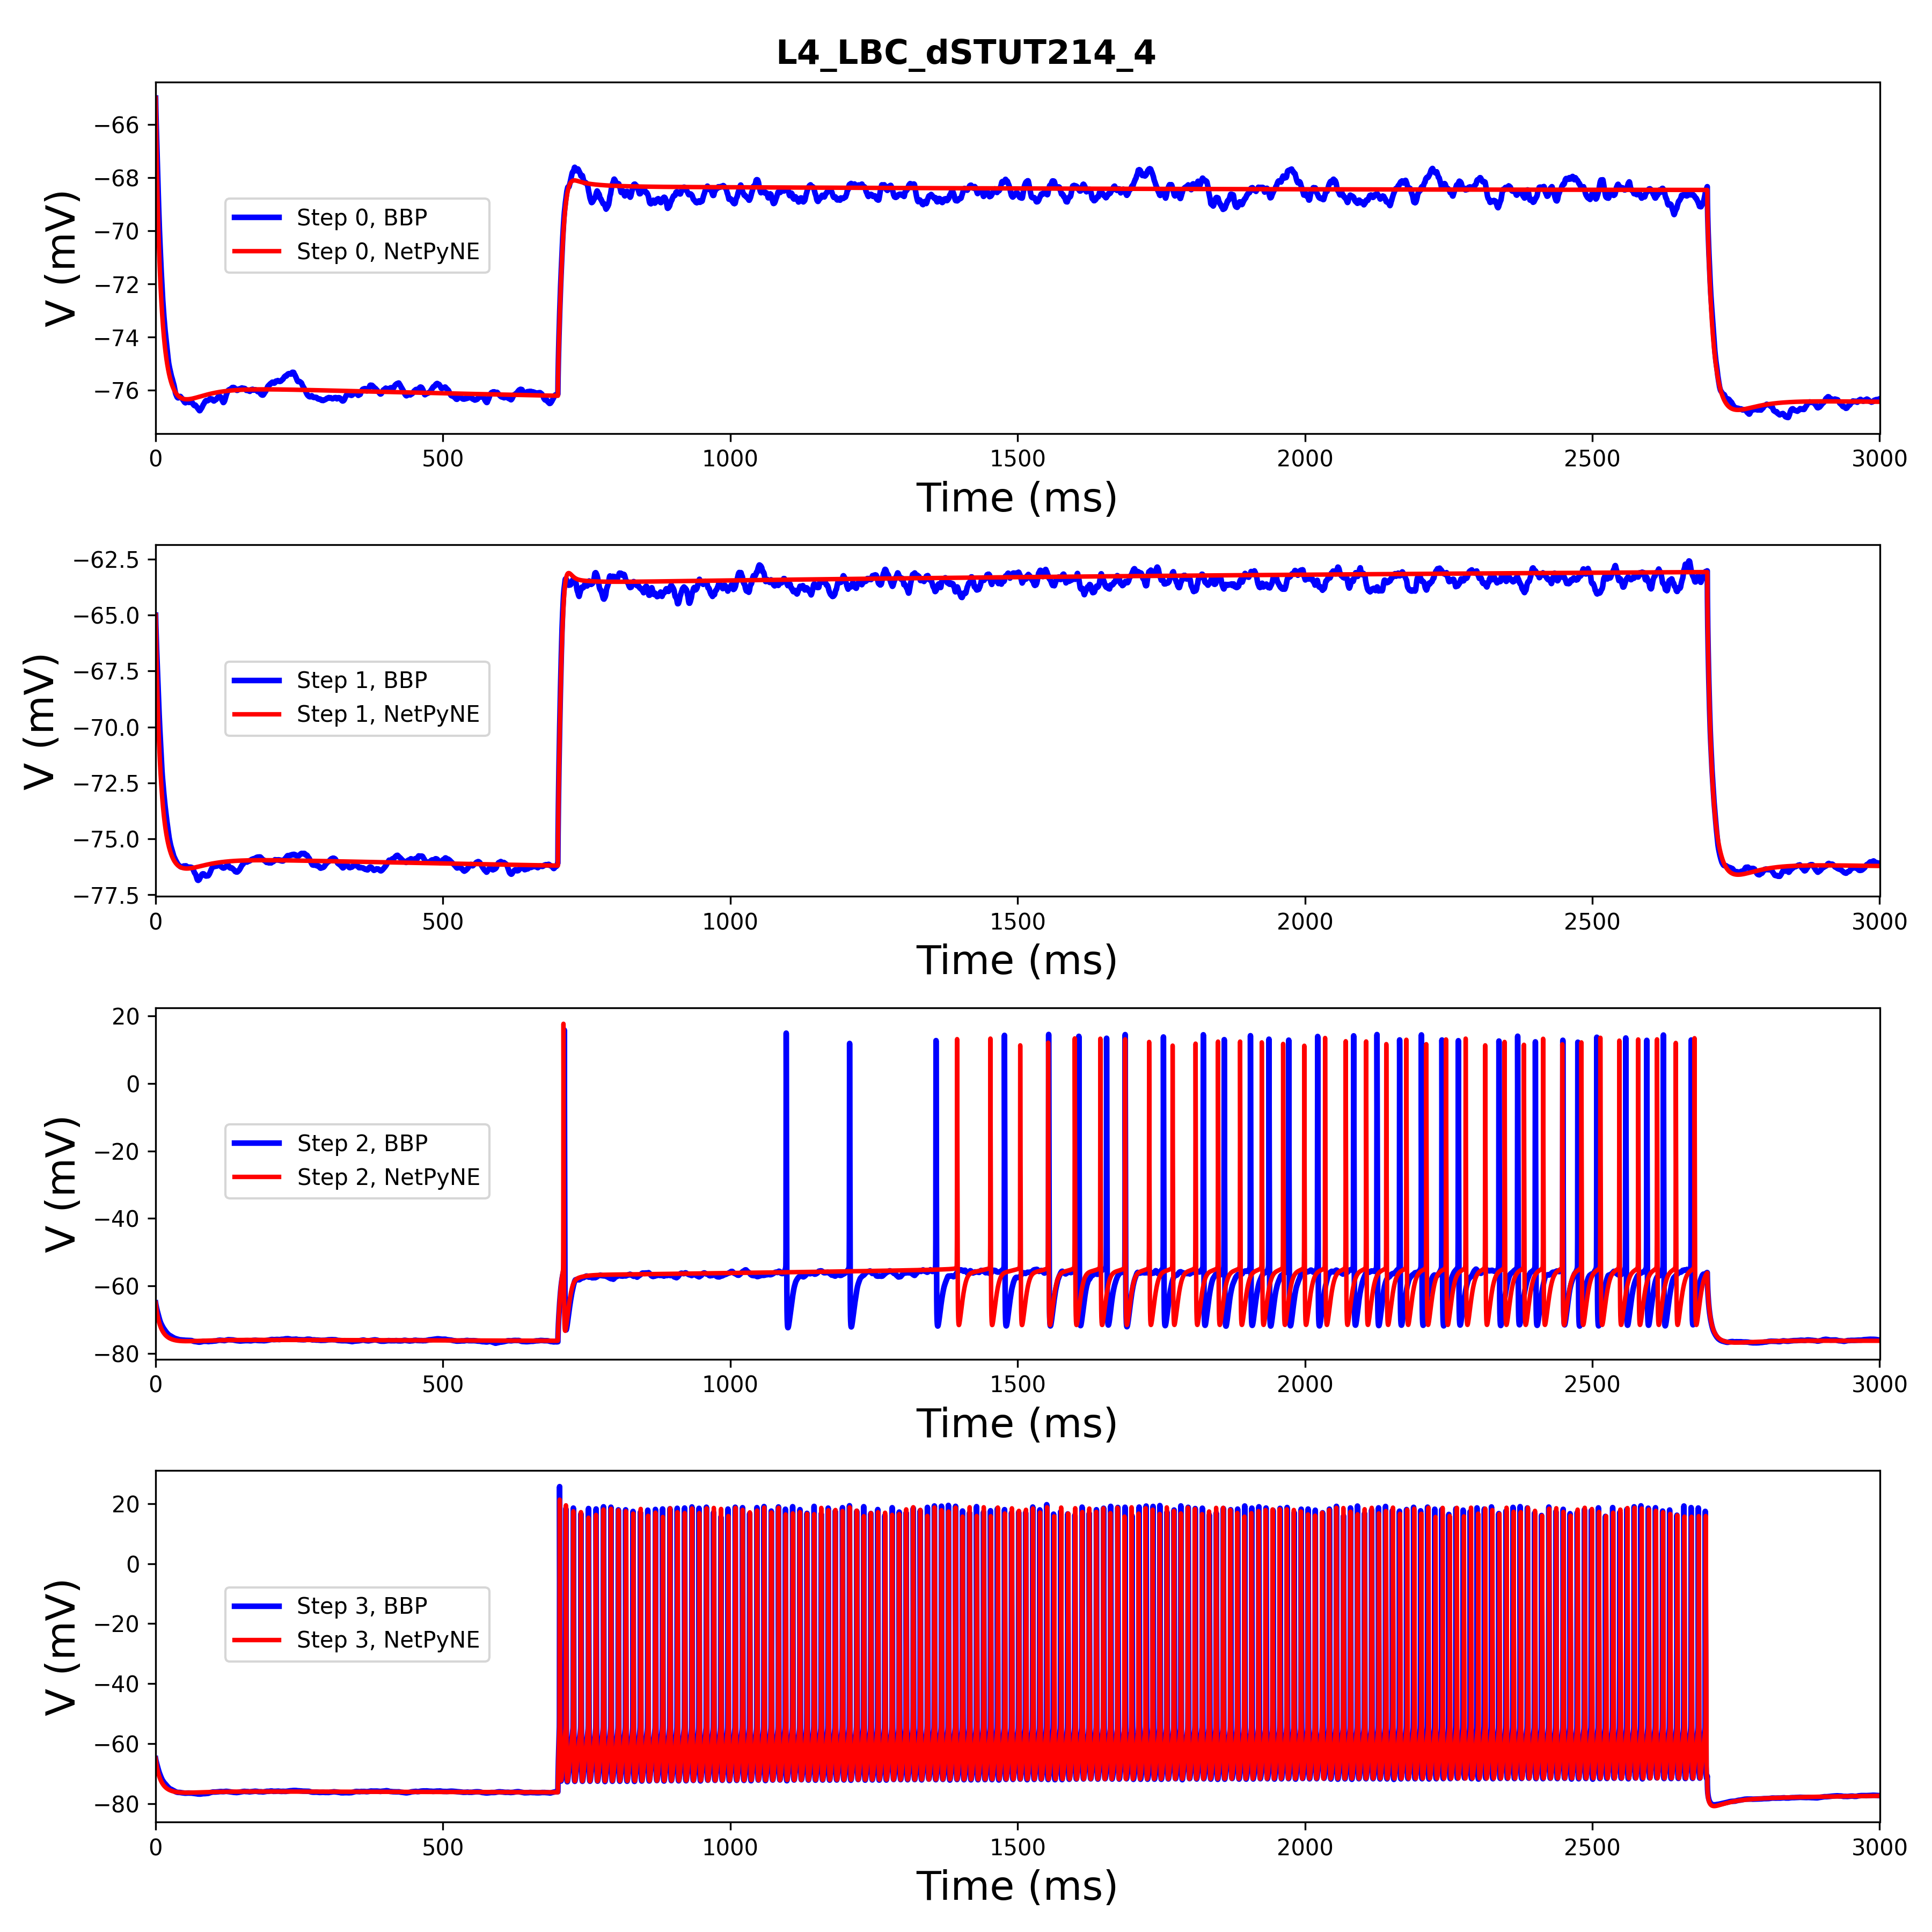 L4_LBC_dSTUT214_4
−66
−68
−70
−72
−74
−76
V (mV)
Step 0, BBP
Step 0, NetPyNE
0 500 1000 1500 2000 2500 3000
Time (ms)
−62.5
−65.0
−67.5
−70.0
−72.5
−75.0
−77.5
V (mV)
Step 1, BBP
Step 1, NetPyNE
0 500 1000 1500 2000 2500 3000
Time (ms)
20
0
−20
−40
−60
−80
V (mV)
Step 2, BBP
Step 2, NetPyNE
0 500 1000 1500 2000 2500 3000
Time (ms)
20
0
−20
−40
−60
−80
V (mV)
Step 3, BBP
Step 3, NetPyNE
0 500 1000 1500 2000 2500 3000
Time (ms)